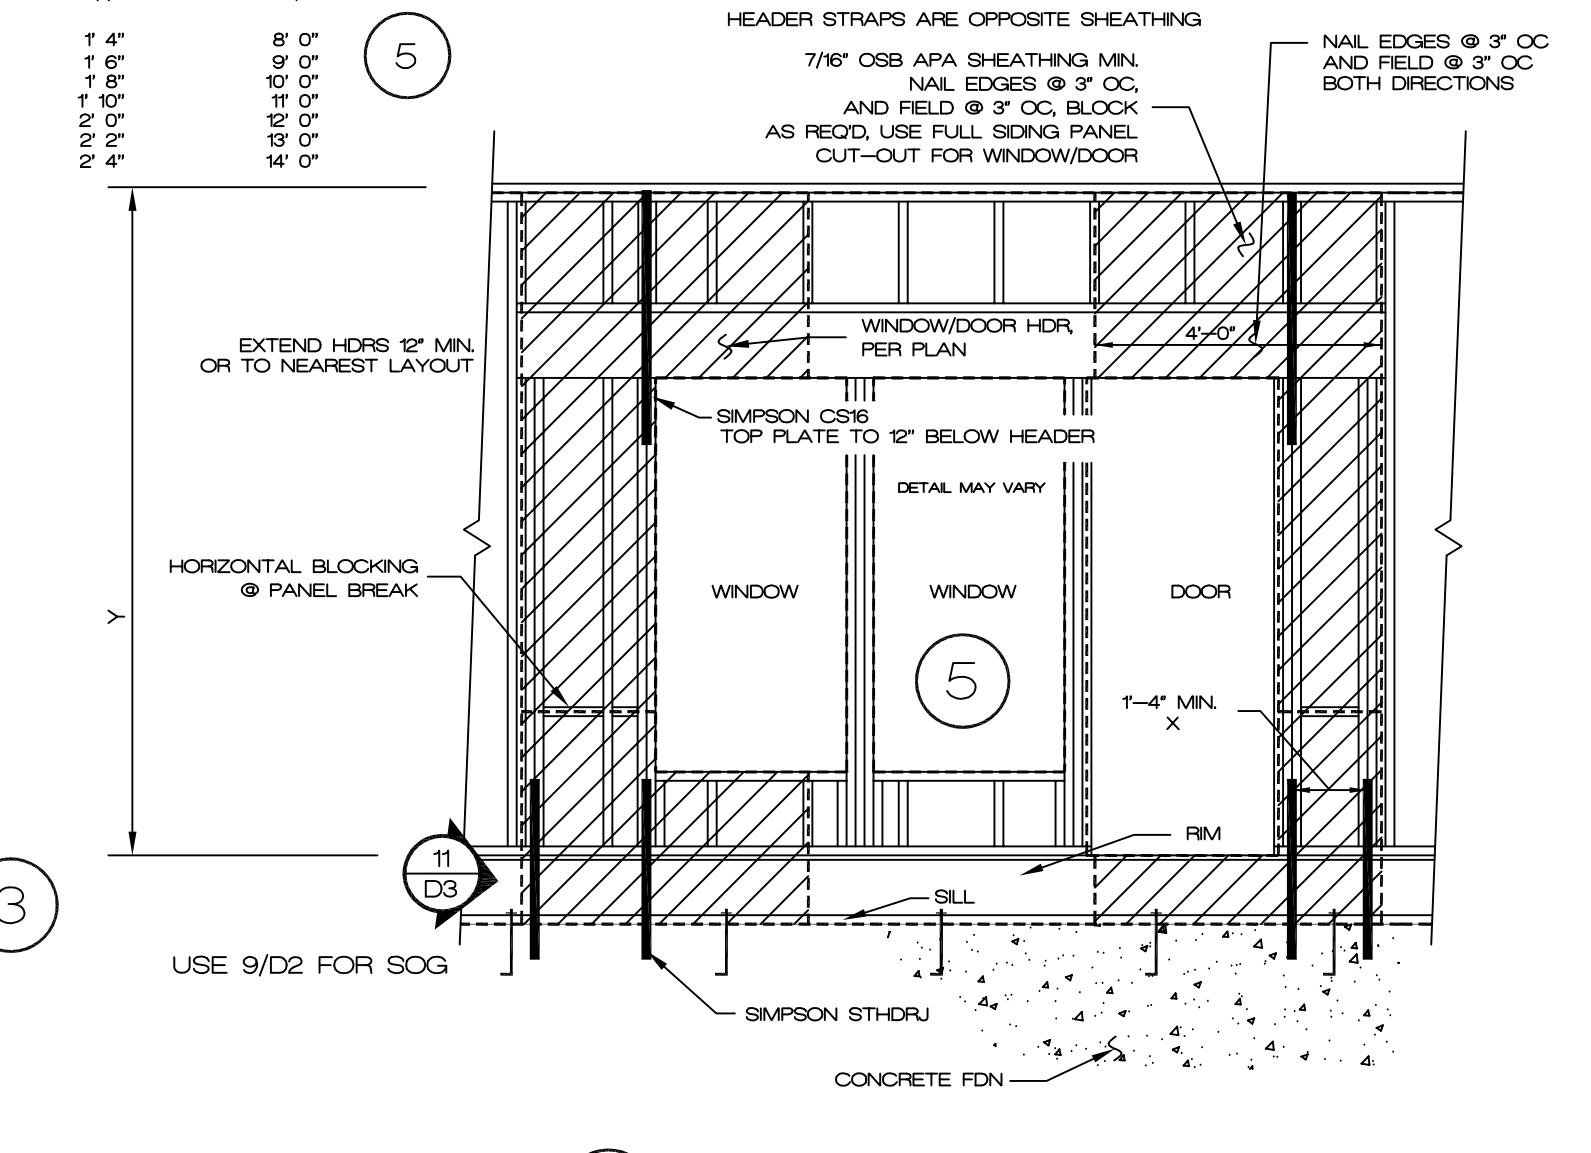 HEADER STRAPS ARE OPPOSITE SHEATHING
1' 4" 8' 0"
1' 6" 9' 0"
1' 8" 10' 0"
1' 10" 11' 0"
2' 0" 12' 0"
2' 2" 13' 0"
2' 4" 14' 0"
5
7/16" OSB APA SHEATHING MIN.
NAIL EDGES @ 3" OC,
AND FIELD @ 3" OC, BLOCK
AS REQ'D, USE FULL SIDING PANEL
CUT-OUT FOR WINDOW/DOOR
NAIL EDGES @ 3" OC
AND FIELD @ 3" OC
BOTH DIRECTIONS
EXTEND HDRS 12" MIN.
OR TO NEAREST LAYOUT
WINDOW/DOOR HDR,
PER PLAN
4'-0"
SIMPSON CS16
TOP PLATE TO 12" BELOW HEADER
DETAIL MAY VARY
HORIZONTAL BLOCKING
@ PANEL BREAK
WINDOW
WINDOW
DOOR
Y
5
1'-4" MIN.
X
RIM
11
D3
SILL
3
USE 9/D2 FOR SOG
SIMPSON STHDRJ
CONCRETE FDN